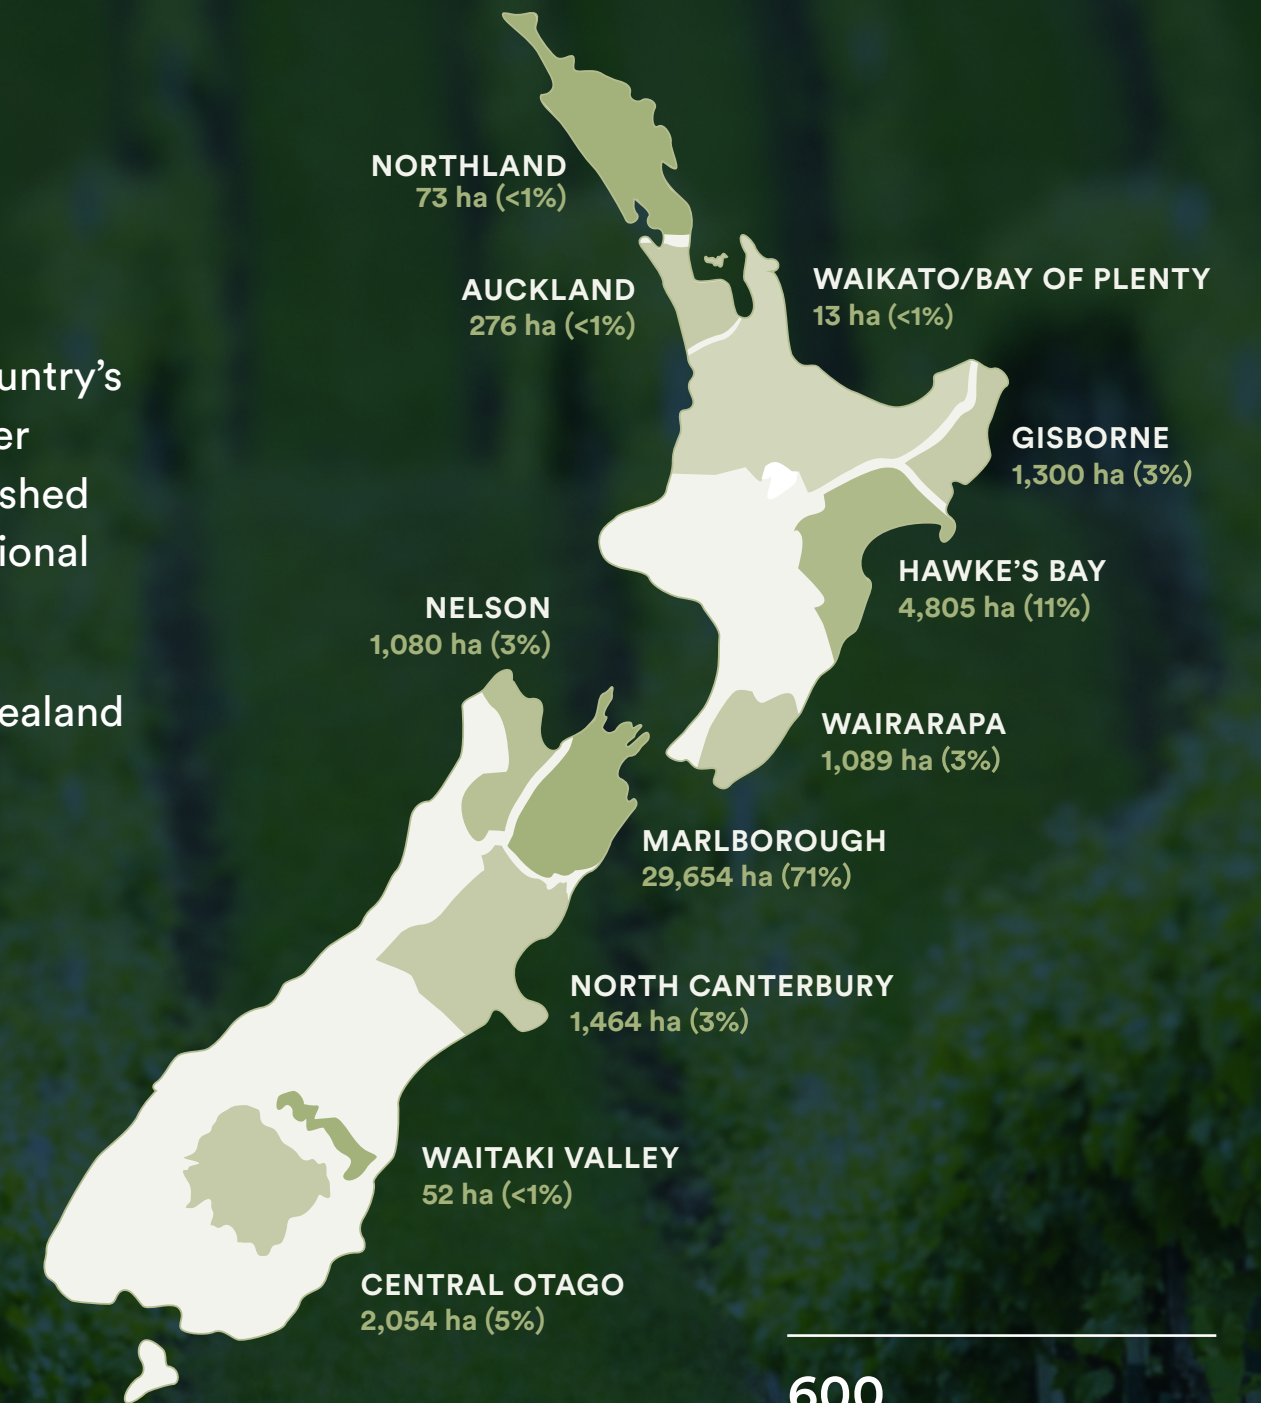 NORTHLAND
73 ha (<1%)
AUCKLAND
276 ha (<1%)
WAIKATO/BAY OF PLENTY
13 ha (<1%)
untry’s
er
shed
ional
ealand
GISBORNE
1,300 ha (3%)
HAWKE’S BAY
4,805 ha (11%)
NELSON
1,080 ha (3%)
WAIRARAPA
1,089 ha (3%)
MARLBOROUGH
29,654 ha (71%)
NORTH CANTERBURY
1,464 ha (3%)
WAITAKI VALLEY
52 ha (<1%)
CENTRAL OTAGO
2,054 ha (5%)
600